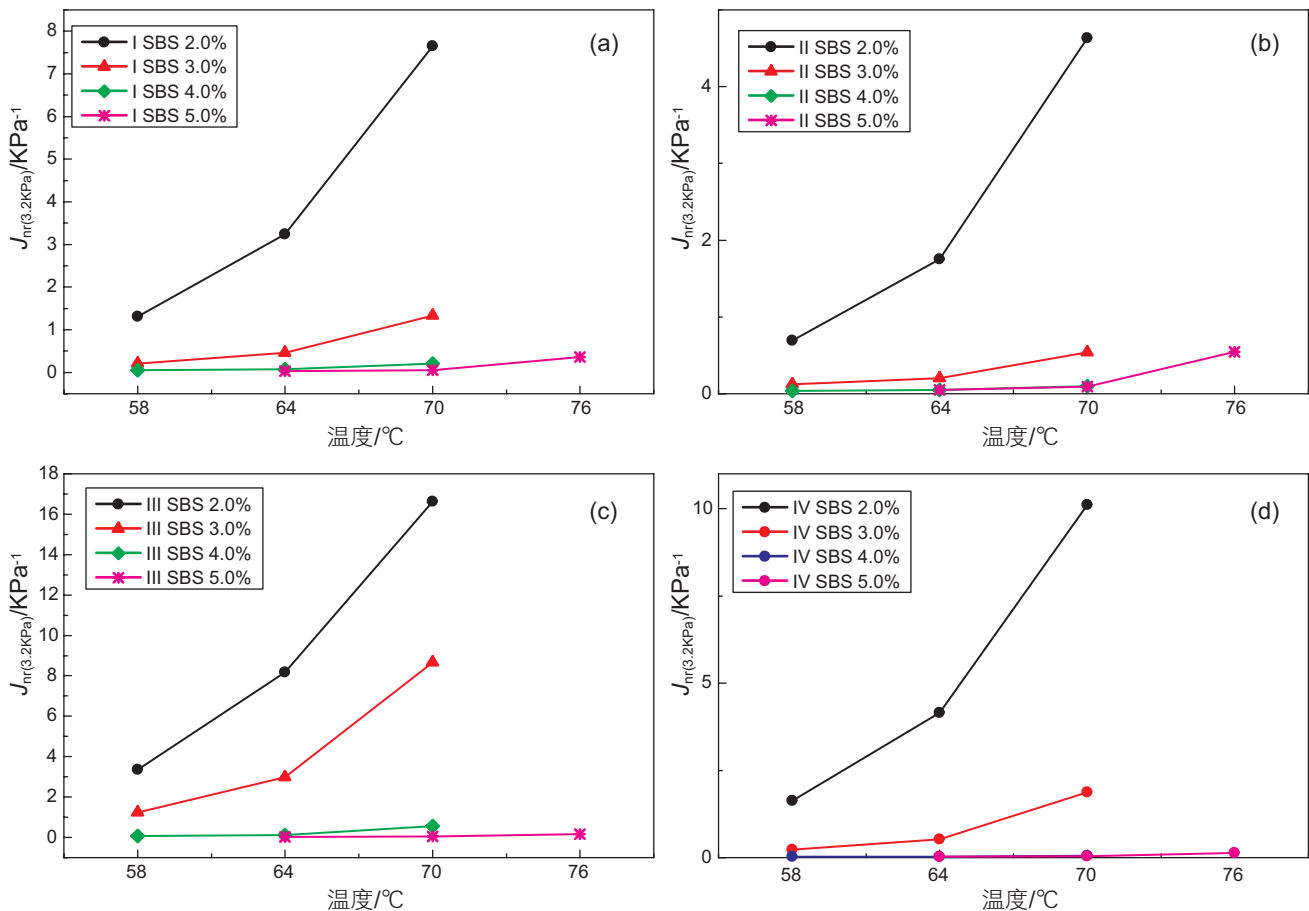 (a)
I SBS 2.0%
I SBS 3.0%
I SBS 4.0%
I SBS 5.0%
8
7
6
5
4
3
2
1
0
Jnr(3.2KPa)/KPa-1
58
64
70
76
温度/℃
(b)
II SBS 2.0%
II SBS 3.0%
II SBS 4.0%
II SBS 5.0%
4
2
0
Jnr(3.2KPa)/KPa-1
58
64
70
76
温度/℃
(c)
III SBS 2.0%
III SBS 3.0%
III SBS 4.0%
III SBS 5.0%
18
16
14
12
10
8
6
4
2
0
Jnr(3.2KPa)/KPa-1
58
64
70
76
温度/℃
(d)
IV SBS 2.0%
IV SBS 3.0%
IV SBS 4.0%
IV SBS 5.0%
10
5
0
Jnr(3.2KPa)/KPa-1
58
64
70
76
温度/℃